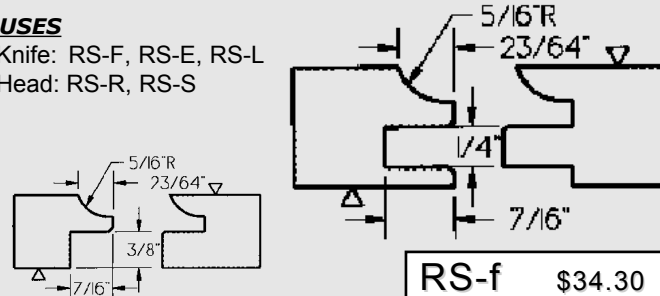 USES
Knife: RS-F, RS-E, RS-L
Head: RS-R, RS-S
5/16"R
23/64"
1/4"
7/16"
5/16"R
23/64"
3/8"
7/16"
RS-f $34.30